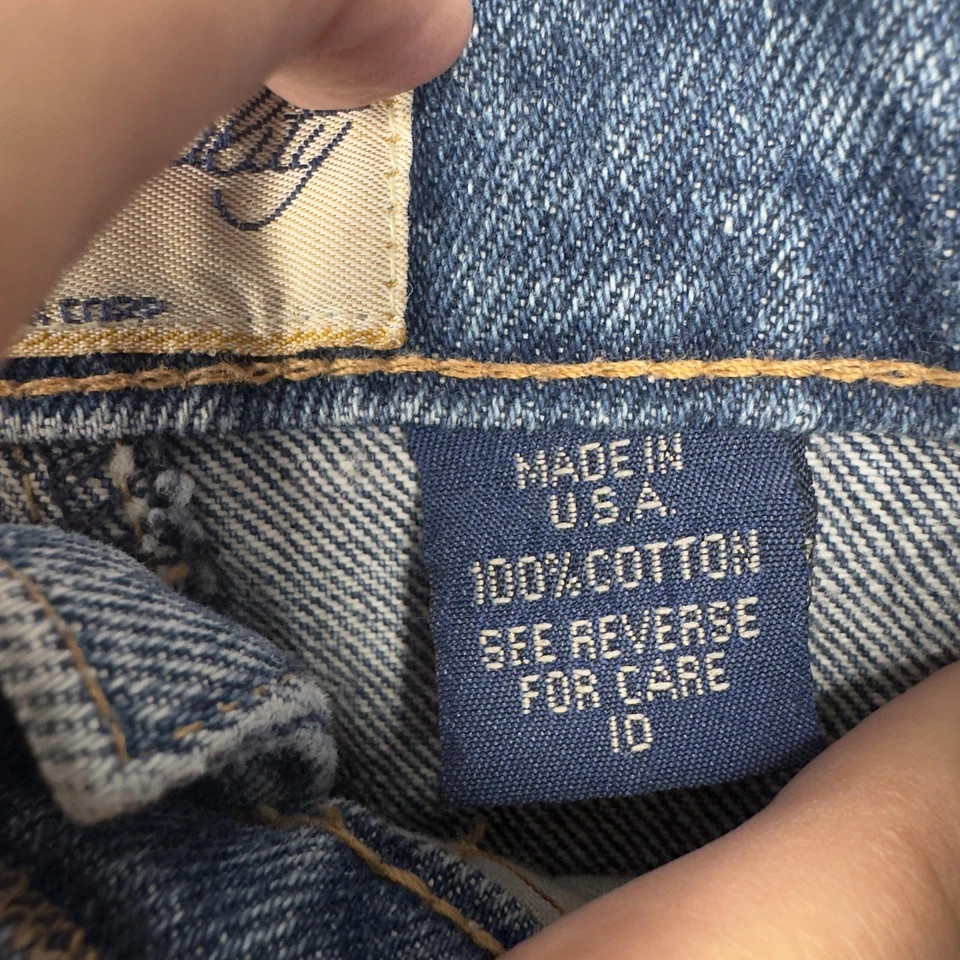 MADE IN
U.S.A.
100% COTTON
SEE REVERSE
FOR CARE
10